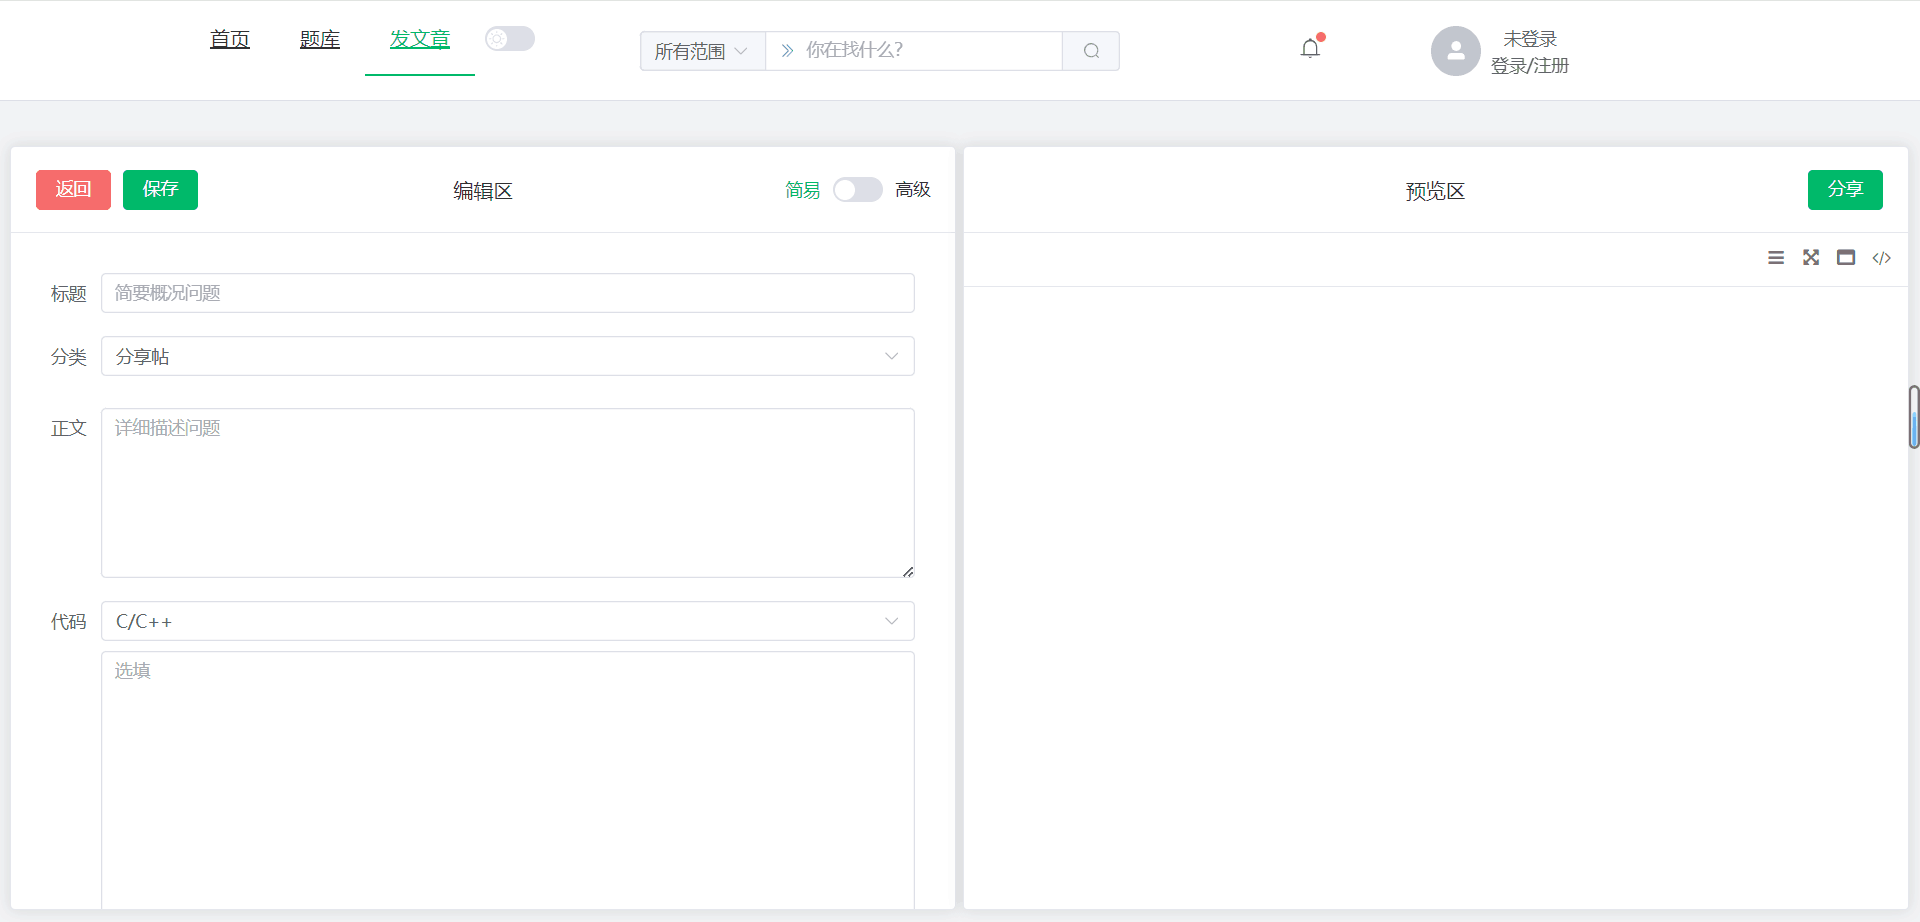 首页 题库 发文章 所有范围 你在找什么? 未登录
登录/注册
返回 保存 编辑区 简易 高级 预览区 分享
标题 简要概况问题
分类 分享帖
正文 详细描述问题
代码 C/C++
选填